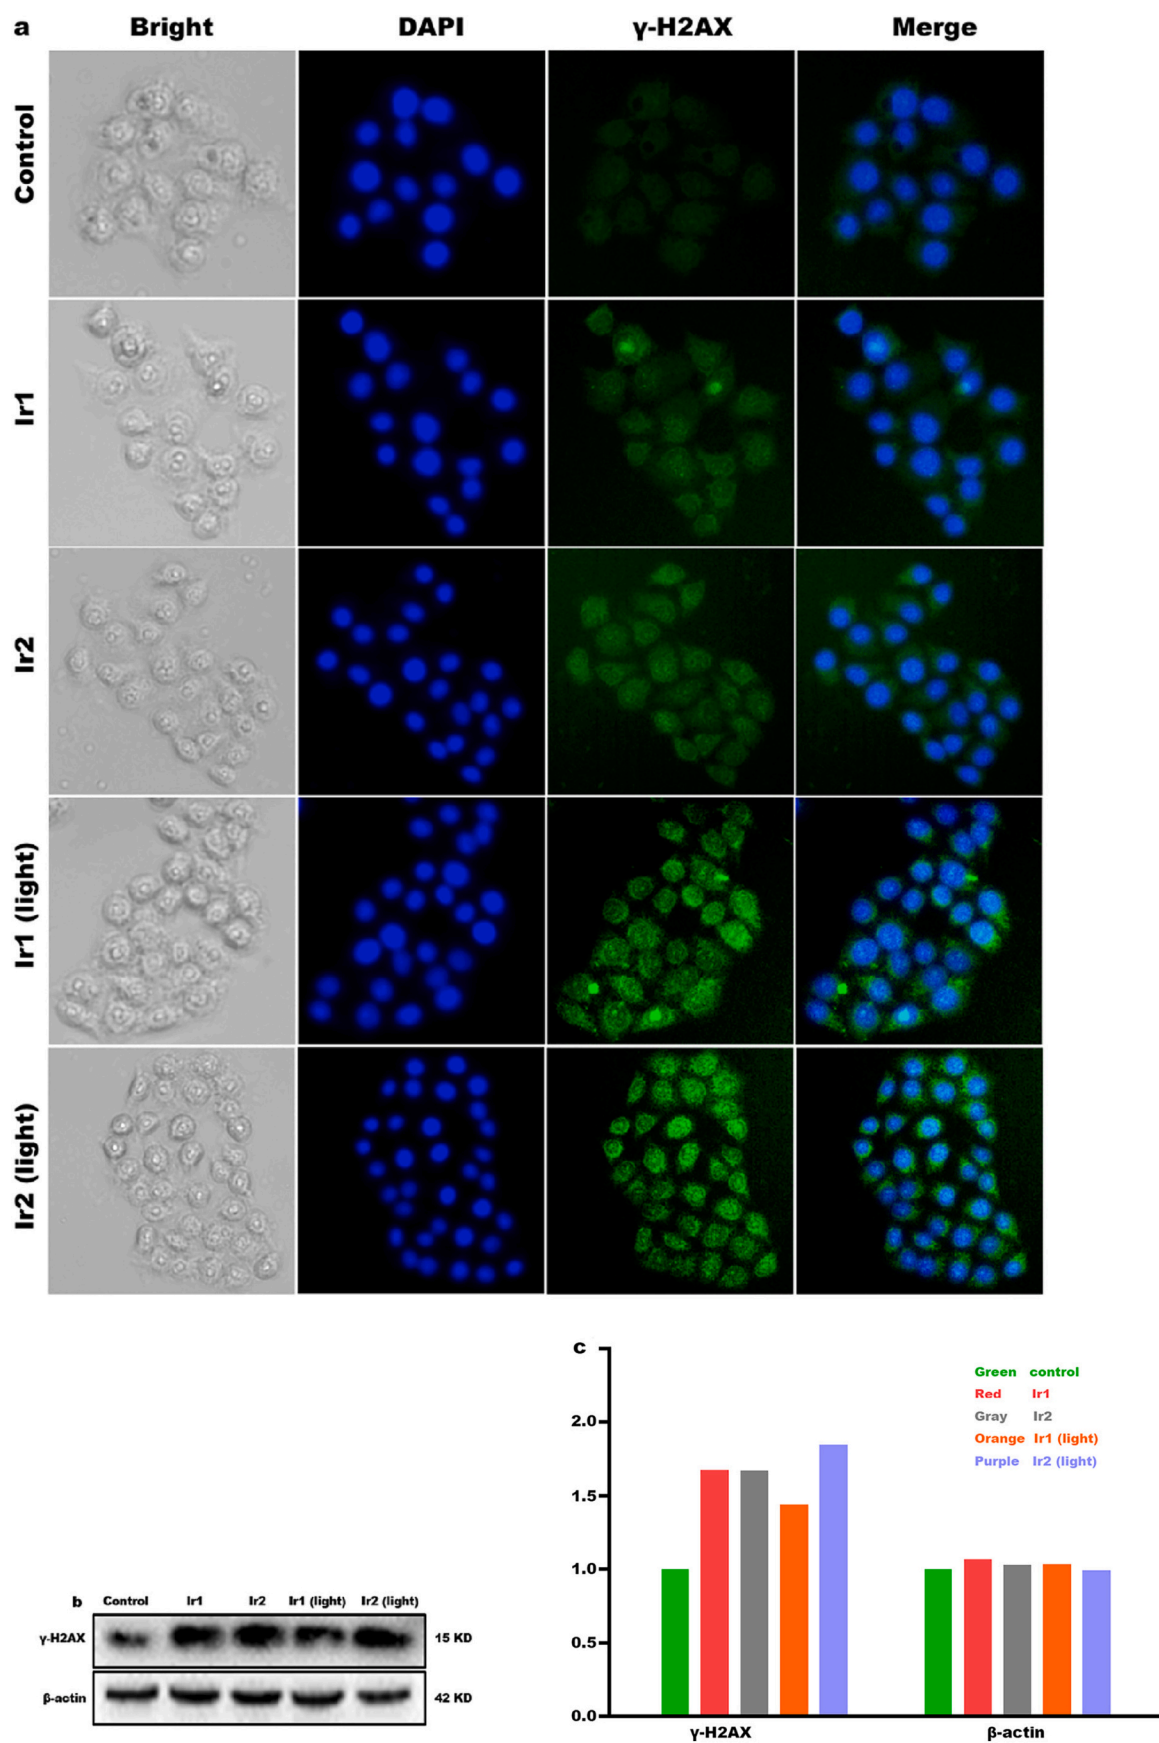 a
Bright DAPI γ-H2AX Merge
Control
Ir1
Ir2
Ir1 (light)
Ir2 (light)
c
2.0
1.5
1.0
0.5
0.0
Green control
Red Ir1
Gray Ir2
Orange Ir1 (light)
Purple Ir2 (light)
γ-H2AX β-actin
b Control Ir1 Ir2 Ir1 (light) Ir2 (light)
γ-H2AX 15 KD
β-actin 42 KD